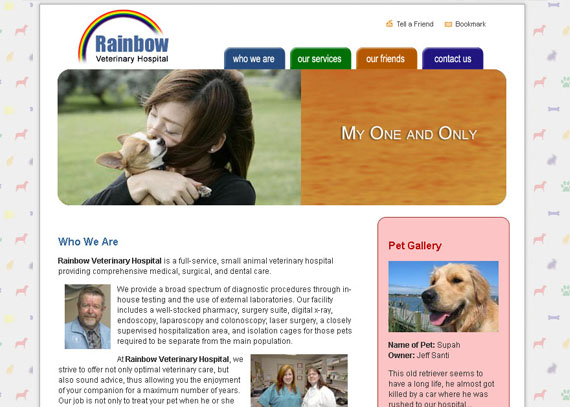 Rainbow
Veterinary Hospital
Tell a Friend
Bookmark
who we are
our services
our friends
contact us
My One and Only
Who We Are
Rainbow Veterinary Hospital is a full-service, small animal veterinary hospital
providing comprehensive medical, surgical, and dental care.
We provide a broad spectrum of diagnostic procedures through in-
house testing and the use of external laboratories. Our facility
includes a well-stocked pharmacy, surgery suite, digital x-ray,
endoscopy, laparoscopy and colonoscopy, laser surgery, a closely
supervised hospitalization area, and isolation cages for those pets
required to be separate from the main population.
At Rainbow Veterinary Hospital, we
strive to offer not only optimal veterinary care, but
also sound advice, thus allowing you the enjoyment
of your companion for a maximum number of years.
Our job is not only to treat your pet when he or she
Pet Gallery
Name of Pet: Supah
Owner: Jeff Santi
This old retriever seems to
have a long life, he almost got
killed by a car where he was
rushed to our hospital...